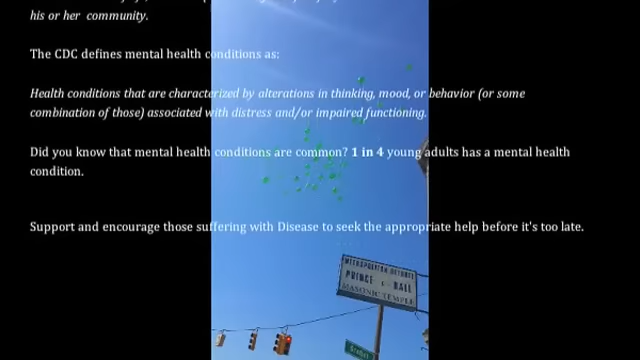 his or her community.
The CDC defines mental health conditions as:
Health conditions that are characterized by alterations in thinking, mood, or behavior (or some
combination of those) associated with distress and/or impaired functioning.
Did you know that mental health conditions are common? 1 in 4 young adults has a mental health
condition.
Support and encourage those suffering with Disease to seek the appropriate help before it's too late.
METROPOLITAN DETROIT
PRINCE HALL
MASONIC TEMPLE